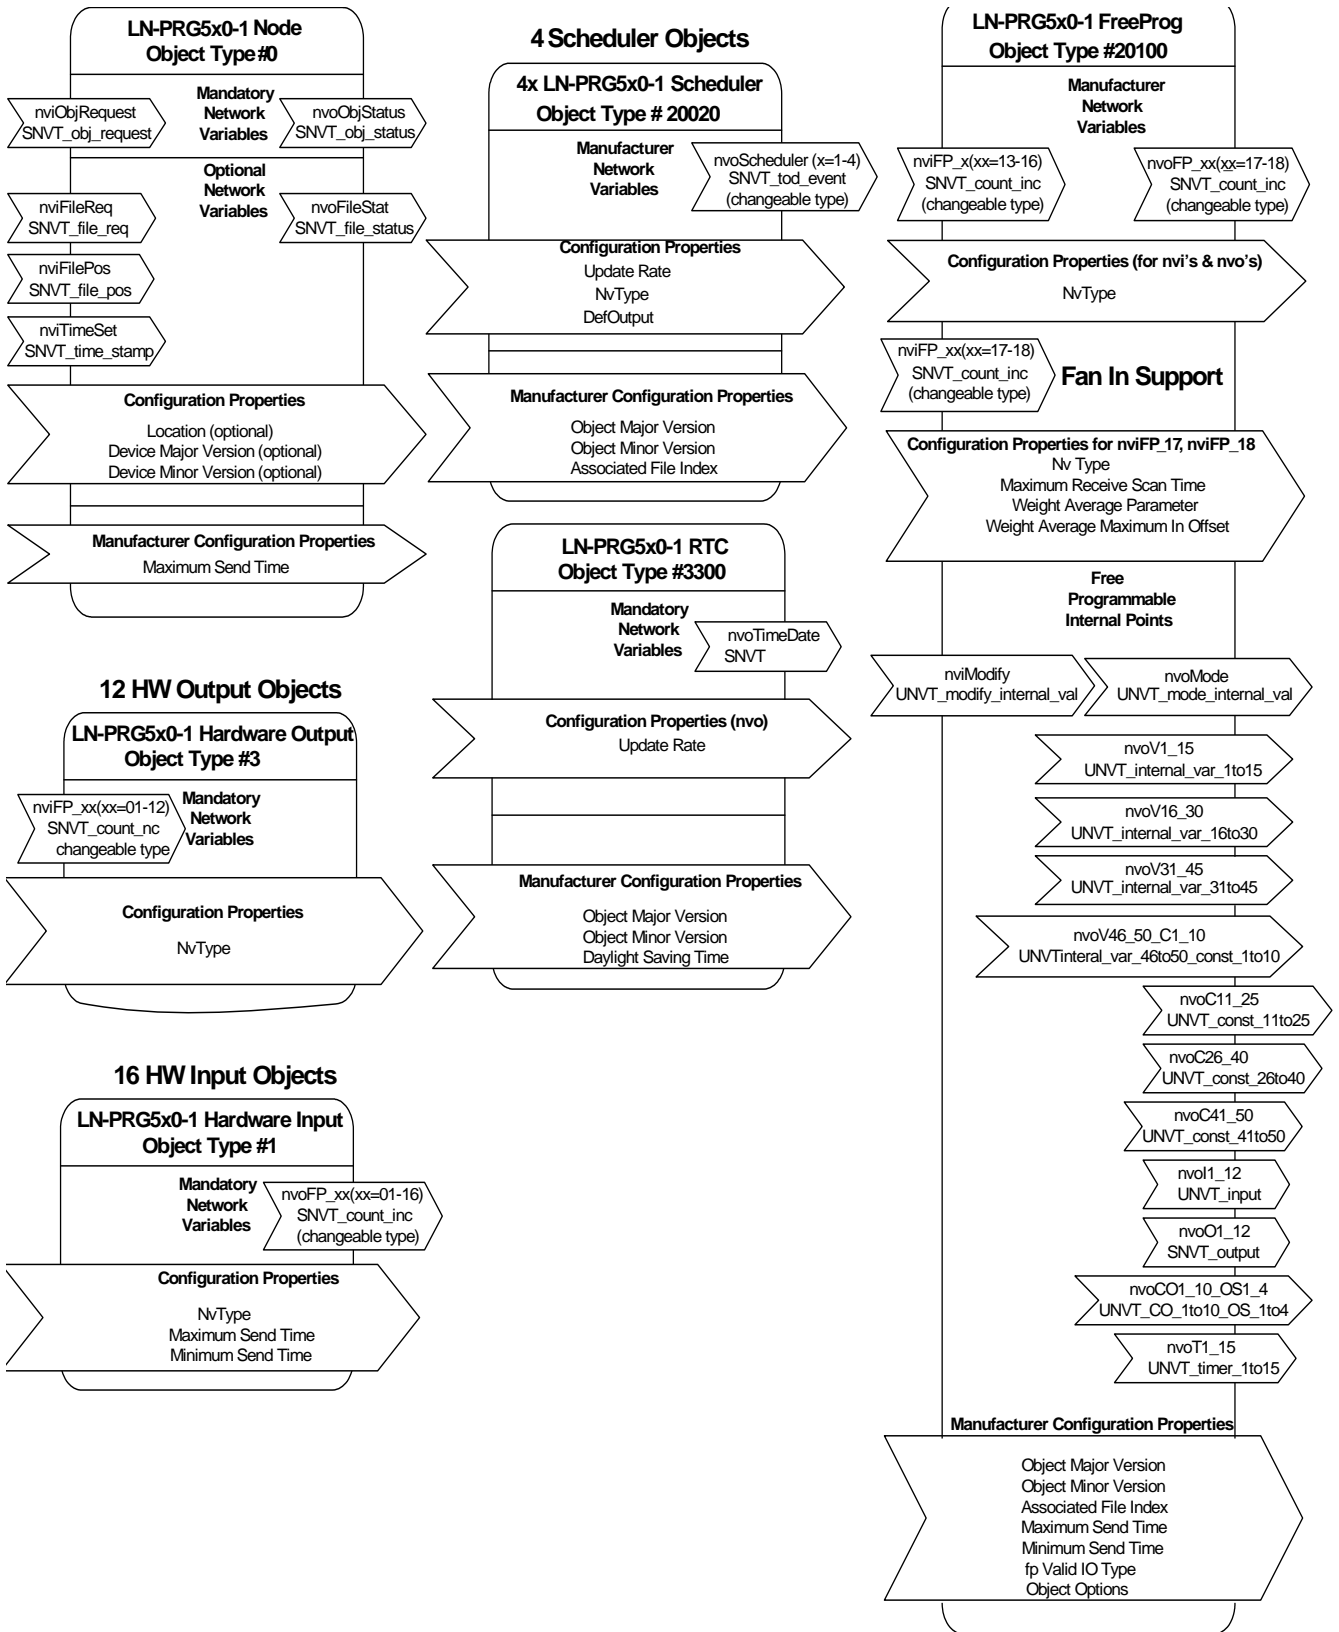 LN-PRG5x0-1 Node
Object Type #0
Mandatory
Network
Variables
nviObjRequest
SNVT_obj_request
nvoObjStatus
SNVT_obj_status
Optional
Network
Variables
nviFileReq
SNVT_file_req
nvoFileStat
SNVT_file_status
nviFilePos
SNVT_file_pos
nviTimeSet
SNVT_time_stamp
Configuration Properties
Location (optional)
Device Major Version (optional)
Device Minor Version (optional)
Manufacturer Configuration Properties
Maximum Send Time
12 HW Output Objects
LN-PRG5x0-1 Hardware Output
Object Type #3
nviFP_xx(xx=01-12)
SNVT_count_nc
changeable type
Mandatory
Network
Variables
Configuration Properties
NvType
16 HW Input Objects
LN-PRG5x0-1 Hardware Input
Object Type #1
Mandatory
Network
Variables
nvoFP_xx(xx=01-16)
SNVT_count_inc
(changeable type)
Configuration Properties
NvType
Maximum Send Time
Minimum Send Time
4 Scheduler Objects
4x LN-PRG5x0-1 Scheduler
Object Type # 20020
Manufacturer
Network
Variables
nvoScheduler (x=1-4)
SNVT_tod_event
(changeable type)
Configuration Properties
Update Rate
NvType
DefOutput
Manufacturer Configuration Properties
Object Major Version
Object Minor Version
Associated File Index
LN-PRG5x0-1 RTC
Object Type #3300
Mandatory
Network
Variables
nvoTimeDate
SNVT
Configuration Properties (nvo)
Update Rate
Manufacturer Configuration Properties
Object Major Version
Object Minor Version
Daylight Saving Time
LN-PRG5x0-1 FreeProg
Object Type #20100
Manufacturer
Network
Variables
nviFP_x(xx=13-16)
SNVT_count_inc
(changeable type)
nvoFP_xx(xx=17-18)
SNVT_count_inc
(changeable type)
Configuration Properties (for nvi's & nvo's)
NvType
nviFP_xx(xx=17-18)
SNVT_count_inc
(changeable type)
Fan In Support
Configuration Properties for nviFP_17, nviFP_18
Nv Type
Maximum Receive Scan Time
Weight Average Parameter
Weight Average Maximum In Offset
Free
Programmable
Internal Points
nviModify
UNVT_modify_internal_val
nvoMode
UNVT_mode_internal_val
nvoV1_15
UNVT_internal_var_1to15
nvoV16_30
UNVT_internal_var_16to30
nvoV31_45
UNVT_internal_var_31to45
nvoV46_50_C1_10
UNVTinteral_var_46to50_const_1to10
nvoC11_25
UNVT_const_11to25
nvoC26_40
UNVT_const_26to40
nvoC41_50
UNVT_const_41to50
nvoI1_12
UNVT_input
nvoO1_12
SNVT_output
nvoCO1_10_OS1_4
UNVT_CO_1to10_OS_1to4
nvoT1_15
UNVT_timer_1to15
Manufacturer Configuration Properties
Object Major Version
Object Minor Version
Associated File Index
Maximum Send Time
Minimum Send Time
fp Valid IO Type
Object Options